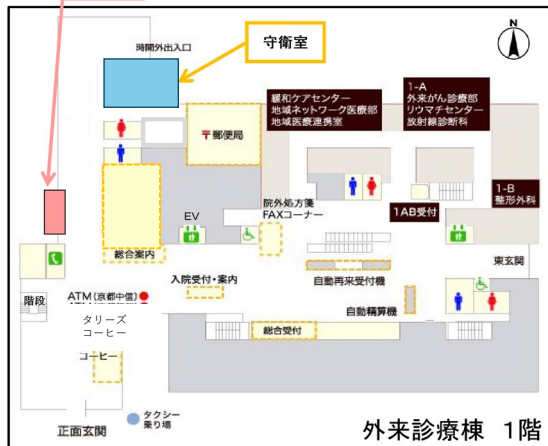 時間外出入口
守衛室
N
緩和ケアセンター
地域ネットワーク医療部
地域医療連携室
1-A
外来がん診療部
リウマチセンター
放射線診断科
〒郵便局
1-B
整形外科
院外処方箋
FAXコーナー
EV
1AB受付
総合案内
東玄関
入院受付・案内
自動再来受付機
階段
ATM(京都中信)
自動精算機
タリーズ
コーヒー
総合受付
コーヒー
タクシー
乗り場
正面玄関
外来診療棟 1階